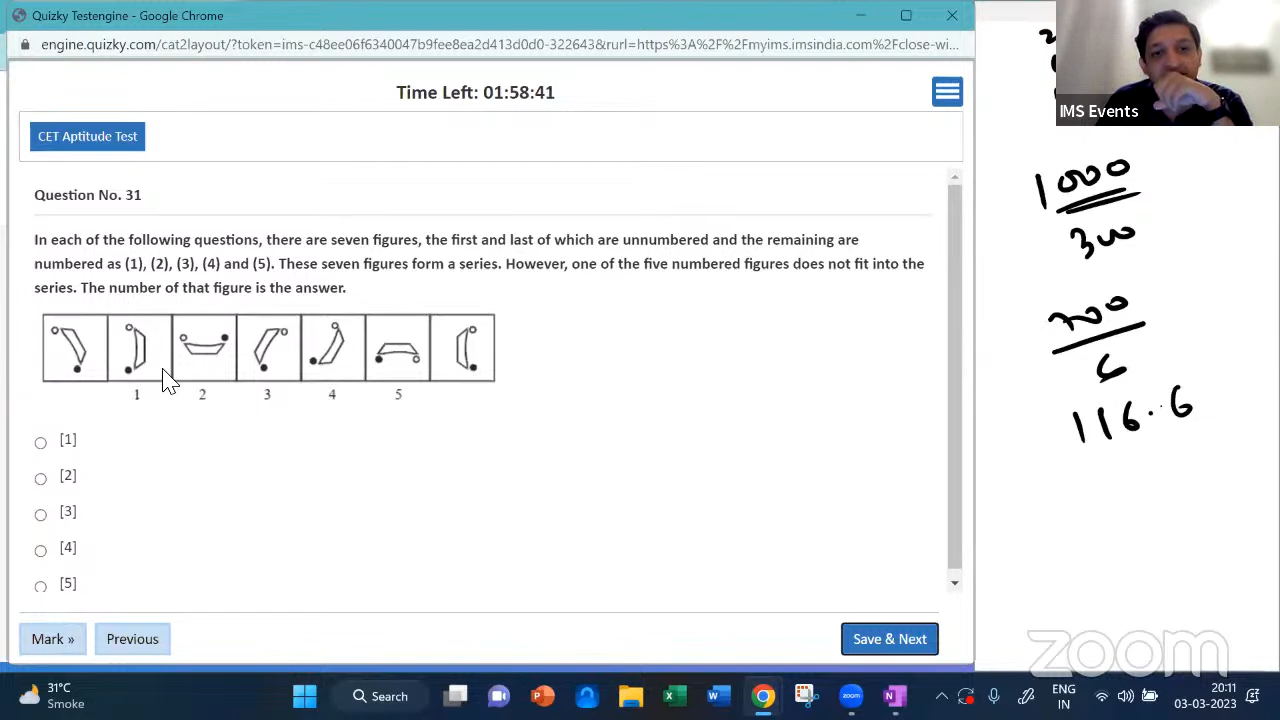 Quizky Testengine - Google Chrome
engine.quizky.com/cat2layout/?token=ims-c48ee06f6340047b9fee8ea2d413d0d0-322643&rurl=https%3A%2F%2Fmyims.imsindia.com%2Fclose-wi...
Time Left: 01:58:41
IMS Events
CET Aptitude Test
Question No. 31
In each of the following questions, there are seven figures, the first and last of which are unnumbered and the remaining are
numbered as (1), (2), (3), (4) and (5). These seven figures form a series. However, one of the five numbered figures does not fit into the
series. The number of that figure is the answer.
1 2 3 4 5
[1]
[2]
[3]
[4]
[5]
1000
300
700
6
116.6
Mark »
Previous
Save & Next
zoom
31°C
Smoke
Search
zoom
ENG
IN
20:11
03-03-2023